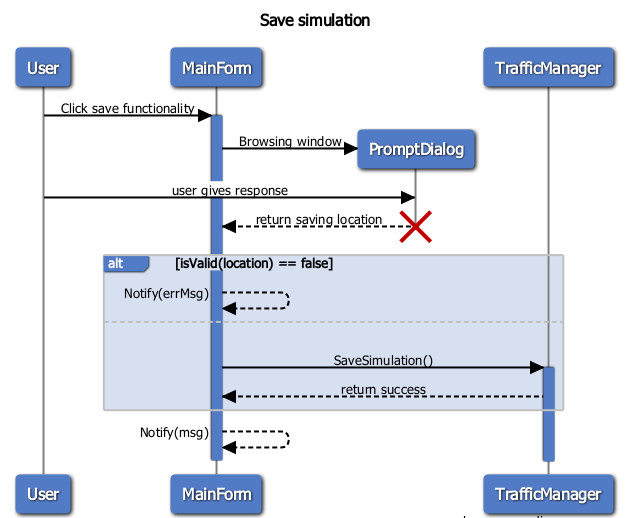 Save simulation
User
MainForm
TrafficManager
Click save functionality
Browsing window
PromptDialog
user gives response
return saving location
alt
[isValid(location) == false]
Notify(errMsg)
SaveSimulation()
return success
Notify(msg)
User
MainForm
TrafficManager